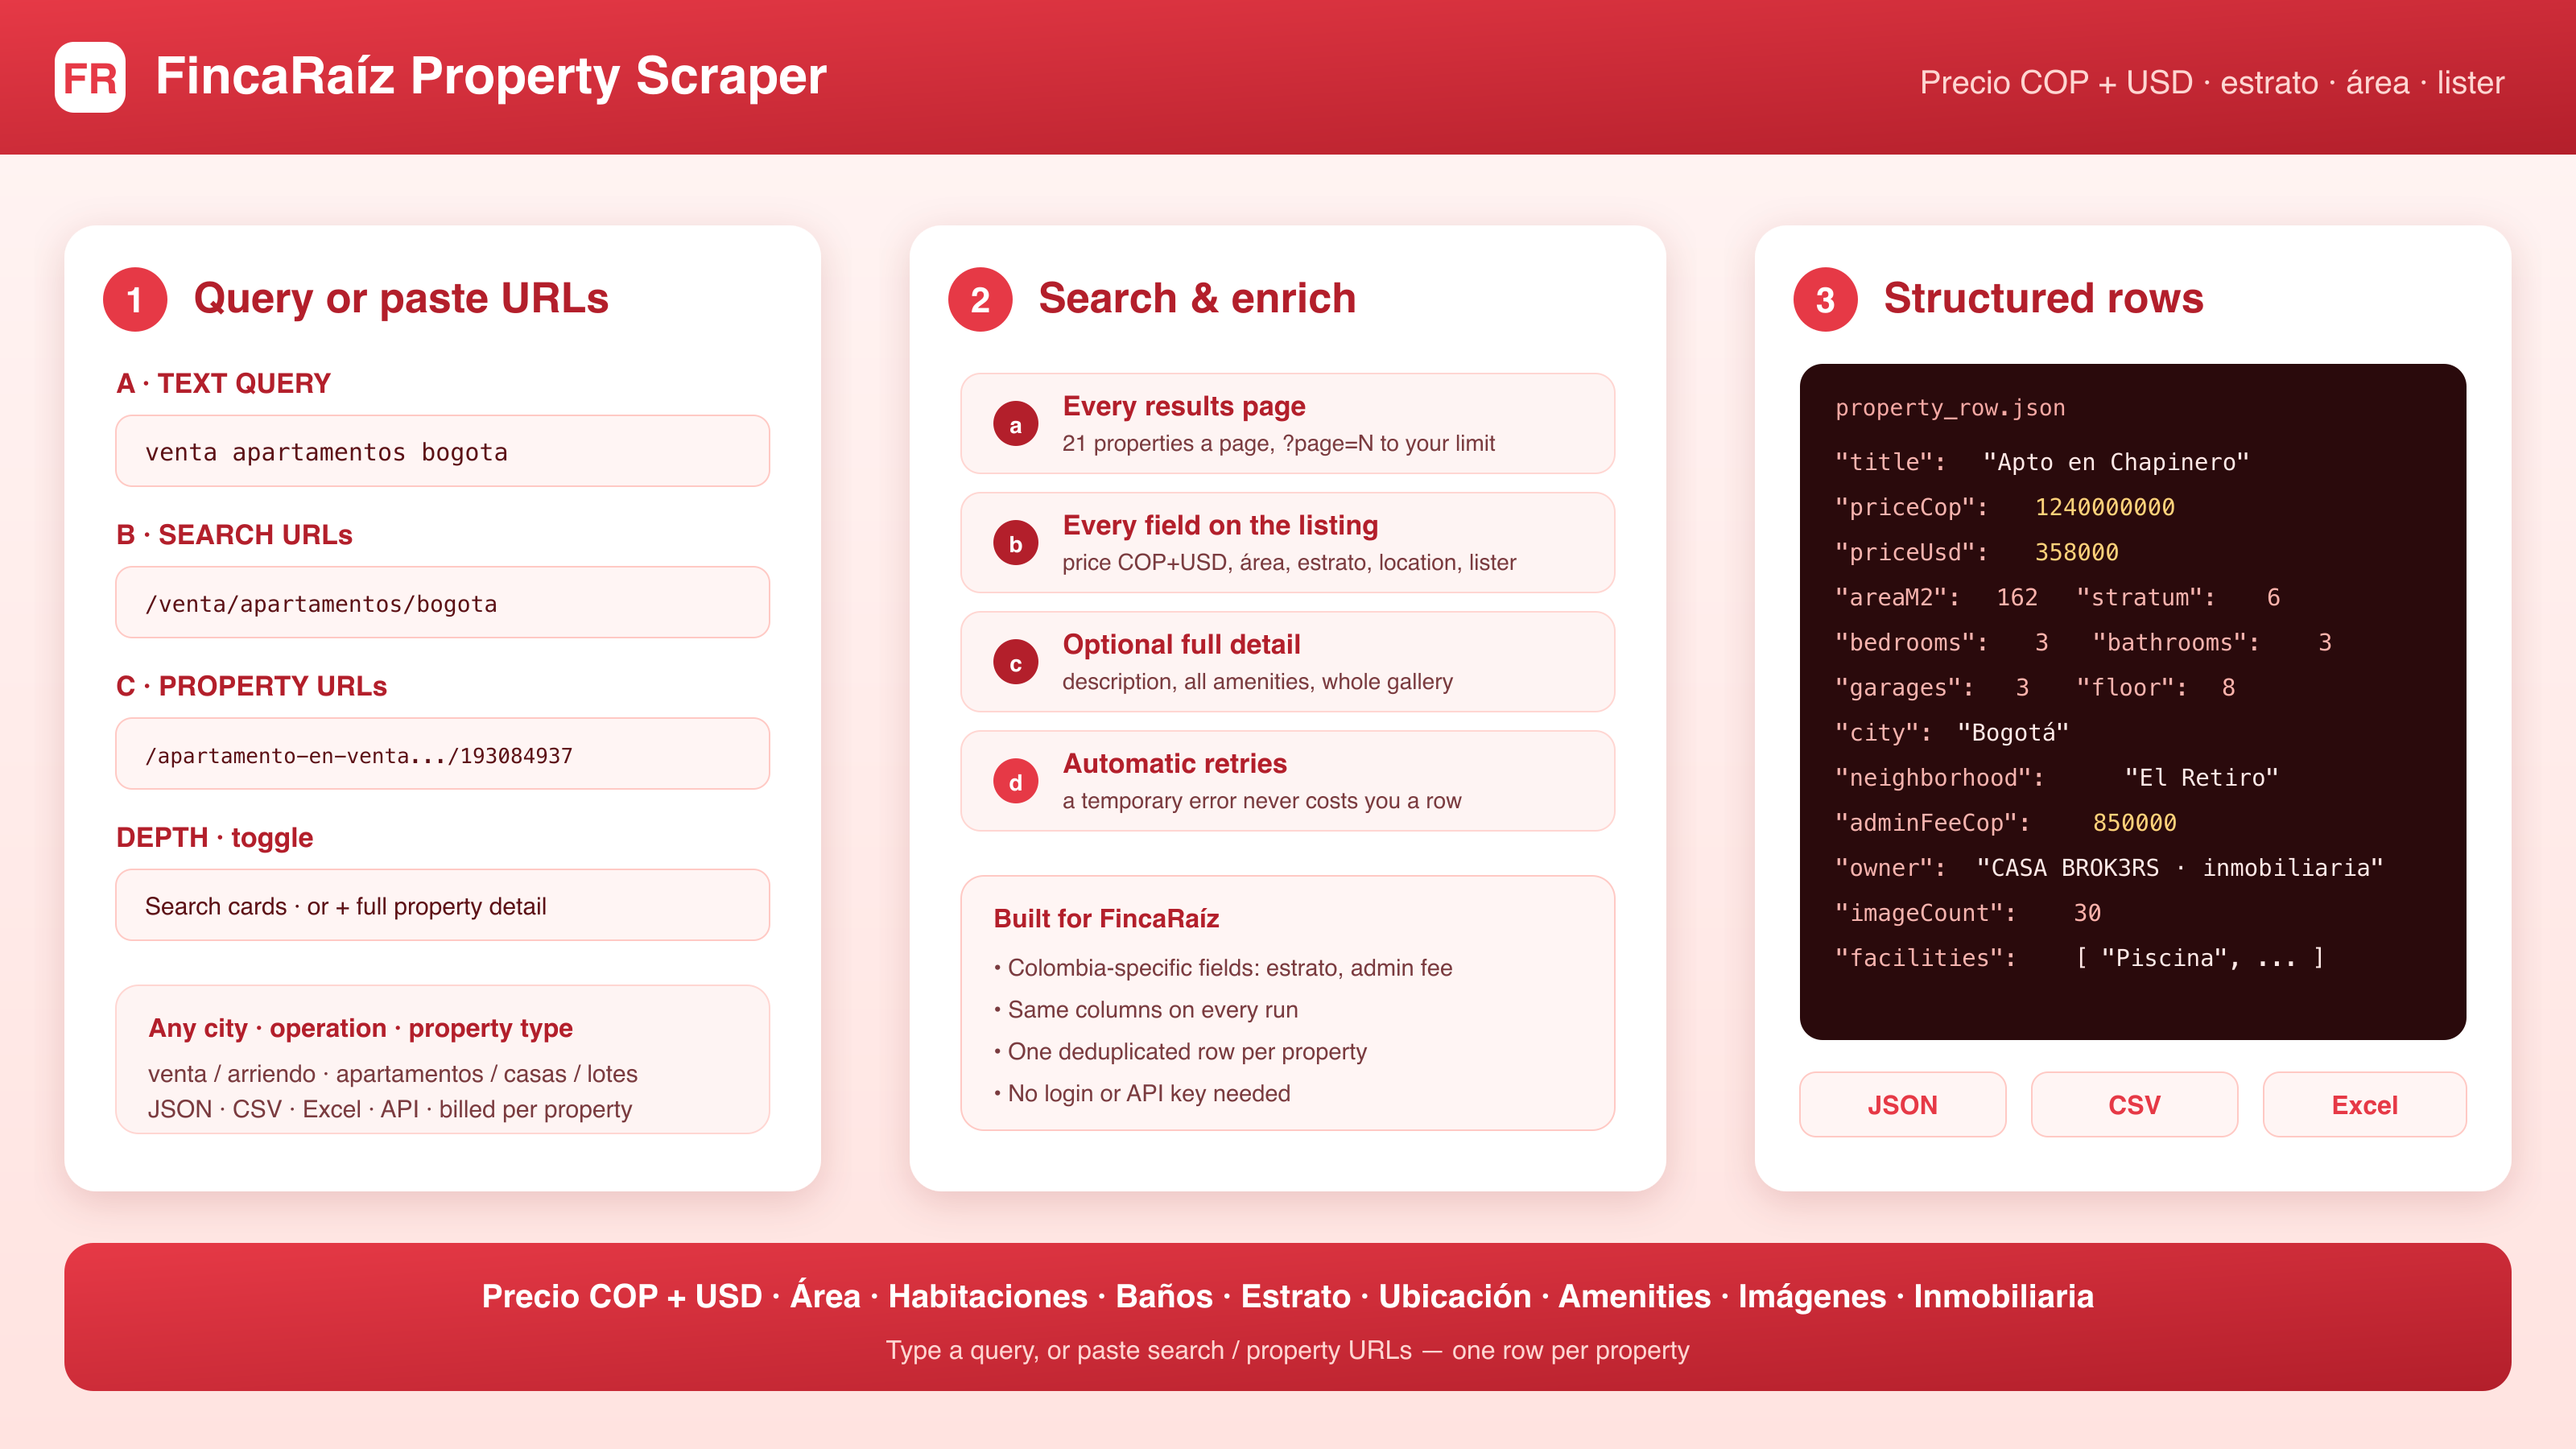 FR
FincaRaíz Property Scraper
Precio COP + USD · estrato · área · lister
1
Query or paste URLs
A · TEXT QUERY
venta apartamentos bogota
B · SEARCH URLs
/venta/apartamentos/bogota
C · PROPERTY URLs
/apartamento-en-venta.../193084937
DEPTH · toggle
Search cards · or + full property detail
Any city · operation · property type
venta / arriendo · apartamentos / casas / lotes
JSON · CSV · Excel · API · billed per property
2
Search & enrich
a
Every results page
21 properties a page, ?page=N to your limit
b
Every field on the listing
price COP+USD, área, estrato, location, lister
c
Optional full detail
description, all amenities, whole gallery
d
Automatic retries
a temporary error never costs you a row
Built for FincaRaíz
• Colombia-specific fields: estrato, admin fee
• Same columns on every run
• One deduplicated row per property
• No login or API key needed
3
Structured rows
property_row.json
"title": "Apto en Chapinero"
"priceCop": 1240000000
"priceUsd": 358000
"areaM2": 162 "stratum": 6
"bedrooms": 3 "bathrooms": 3
"garages": 3 "floor": 8
"city": "Bogotá"
"neighborhood": "El Retiro"
"adminFeeCop": 850000
"owner": "CASA BROK3RS · inmobiliaria"
"imageCount": 30
"facilities": [ "Piscina", ... ]
JSON
CSV
Excel
Precio COP + USD · Área · Habitaciones · Baños · Estrato · Ubicación · Amenities · Imágenes · Inmobiliaria
Type a query, or paste search / property URLs — one row per property